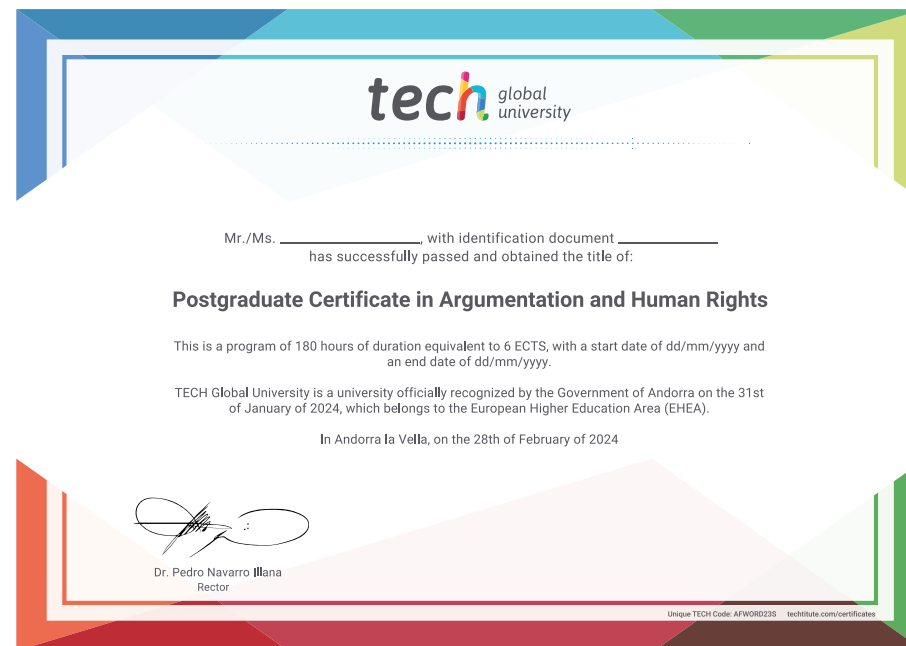 tech global
university
Mr./Ms. ____________, with identification document ____________
has successfully passed and obtained the title of:
Postgraduate Certificate in Argumentation and Human Rights
This is a program of 180 hours of duration equivalent to 6 ECTS, with a start date of dd/mm/yyyy and
an end date of dd/mm/yyyy.
TECH Global University is a university officially recognized by the Government of Andorra on the 31st
of January of 2024, which belongs to the European Higher Education Area (EHEA).
In Andorra la Vella, on the 28th of February of 2024
Dr. Pedro Navarro Illana
Rector
Unique TECH Code: AFWORD23S techtitute.com/certificates